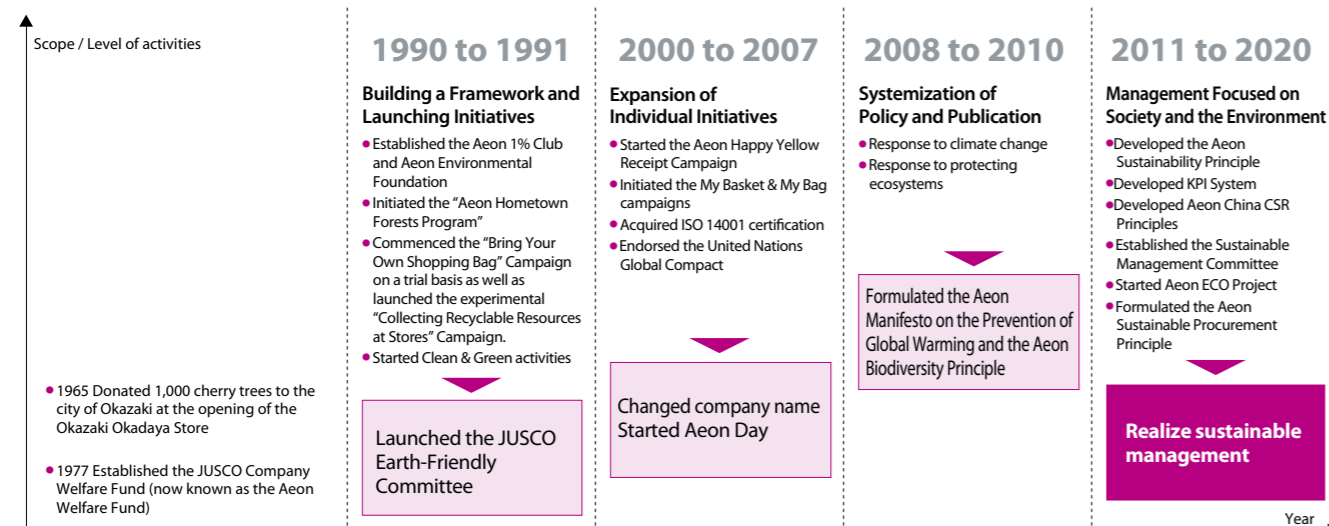 Scope / Level of activities
● 1965 Donated 1,000 cherry trees to the
city of Okazaki at the opening of the
Okazaki Okadaya Store
● 1977 Established the JUSCO Company
Welfare Fund (now known as the Aeon
Welfare Fund)
1990 to 1991
Building a Framework and
Launching Initiatives
● Established the Aeon 1% Club
and Aeon Environmental
Foundation
● Initiated the “Aeon Hometown
Forests Program”
● Commenced the “Bring Your
Own Shopping Bag” Campaign
on a trial basis as well as
launched the experimental
“Collecting Recyclable Resources
at Stores” Campaign.
● Started Clean & Green activities
Launched the JUSCO
Earth-Friendly
Committee
2000 to 2007
Expansion of
Individual Initiatives
● Started the Aeon Happy Yellow
Receipt Campaign
● Initiated the My Basket & My Bag
campaigns
● Acquired ISO 14001 certification
● Endorsed the United Nations
Global Compact
Changed company name
Started Aeon Day
2008 to 2010
Systemization of
Policy and Publication
● Response to climate change
● Response to protecting
ecosystems
Formulated the Aeon
Manifesto on the Prevention of
Global Warming and the Aeon
Biodiversity Principle
2011 to 2020
Management Focused on
Society and the Environment
●Developed the Aeon
Sustainability Principle
●Developed KPI System
●Developed Aeon China CSR
Principles
●Established the Sustainable
Management Committee
●Started Aeon ECO Project
●Formulated the Aeon
Sustainable Procurement
Principle
Realize sustainable
management
Year